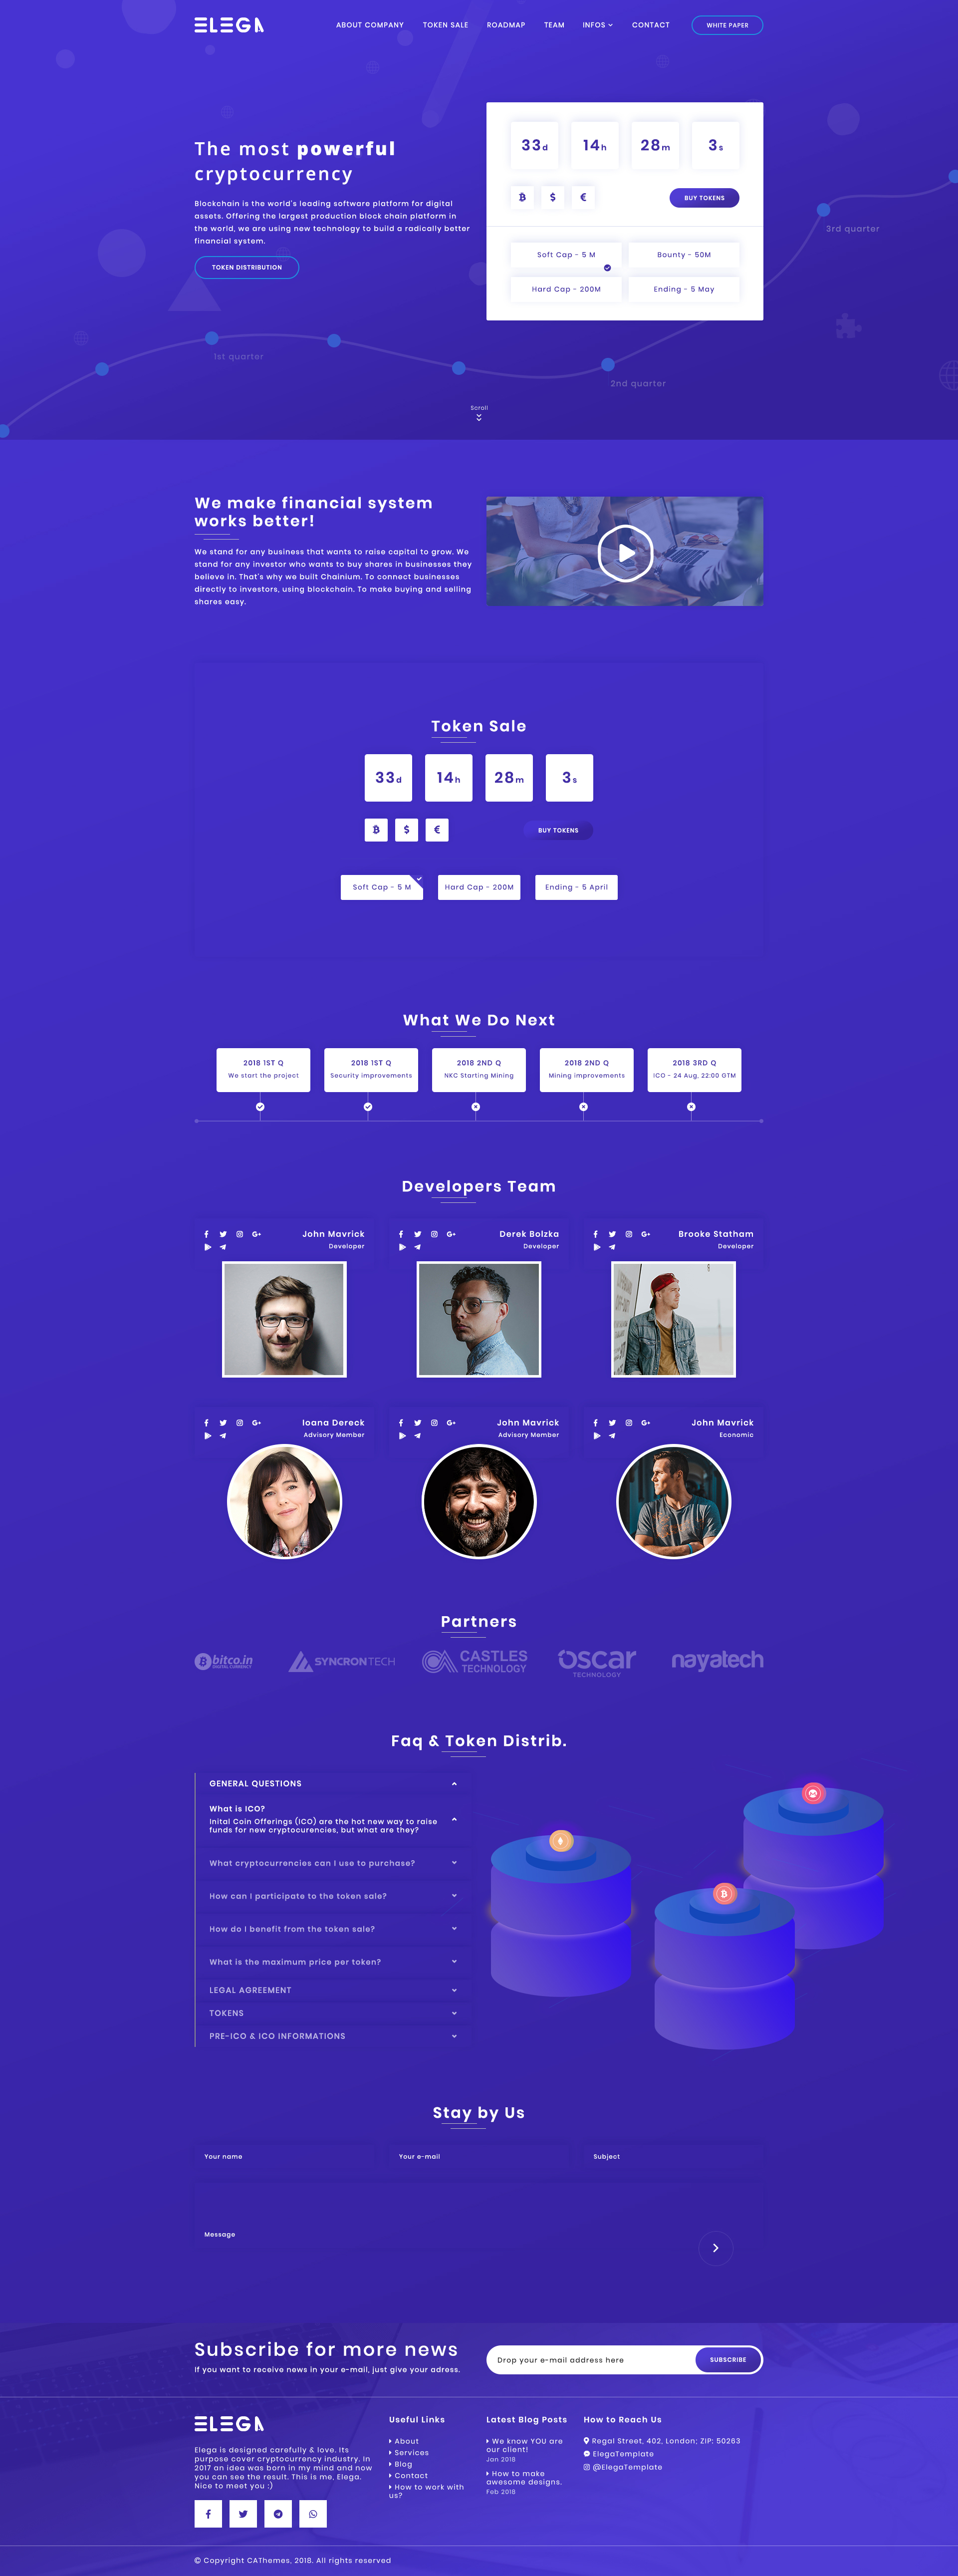 ELEGA
ABOUT COMPANY TOKEN SALE ROADMAP TEAM INFOS CONTACT WHITE PAPER
The most powerful
cryptocurrency
Blockchain is the world's leading software platform for digital
assets. Offering the largest production block chain platform in
the world, we are using new technology to build a radically better
financial system.
TOKEN DISTRIBUTION
33d 14h 28m 3s
BUY TOKENS
Soft Cap - 5 M Bounty - 50M
Hard Cap - 200M Ending - 5 May
3rd quarter
1st quarter
2nd quarter
Scroll
We make financial system
works better!
We stand for any business that wants to raise capital to grow. We
stand for any investor who wants to buy shares in businesses they
believe in. That's why we built Chainium. To connect businesses
directly to investors, using blockchain. To make buying and selling
shares easy.
Token Sale
33d 14h 28m 3s
BUY TOKENS
Soft Cap - 5 M Hard Cap - 200M Ending - 5 April
What We Do Next
2018 1ST Q 2018 1ST Q 2018 2ND Q 2018 2ND Q 2018 3RD Q
We start the project Security improvements NKC Starting Mining Mining improvements ICO - 24 Aug, 22:00 GTM
Developers Team
John Mavrick Derek Bolzka Brooke Statham
Developer Developer Developer
Ioana Dereck John Mavrick John Mavrick
Advisory Member Advisory Member Economic
Partners
bitco.in
DIGITAL CURRENCY
SYNCRONTECH
CASTLES
TECHNOLOGY
oscar
TECHNOLOGY
nayatech
Faq & Token Distrib.
GENERAL QUESTIONS
What is ICO?
Inital Coin Offerings (ICO) are the hot new way to raise
funds for new cryptocurencies, but what are they?
What cryptocurrencies can I use to purchase?
How can I participate to the token sale?
How do I benefit from the token sale?
What is the maximum price per token?
LEGAL AGREEMENT
TOKENS
PRE-ICO & ICO INFORMATIONS
Stay by Us
Your name Your e-mail Subject
Message
Subscribe for more news
If you want to receive news in your e-mail, just give your adress.
Drop your e-mail address here SUBSCRIBE
ELEGA
Elega is designed carefully & love. Its
purpose cover cryptocurrency industry. In
2017 an idea was born in my mind and now
you can see the result. This is me, Elega.
Nice to meet you ;)
Useful Links
About
Services
Blog
Contact
How to work with
us?
Latest Blog Posts
We know YOU are
our client!
Jan 2018
How to make
awesome designs.
Feb 2018
How to Reach Us
Regal Street, 402, London; ZIP: 50263
ElegaTemplate
@ElegaTemplate
© Copyright CAThemes, 2018. All rights reserved